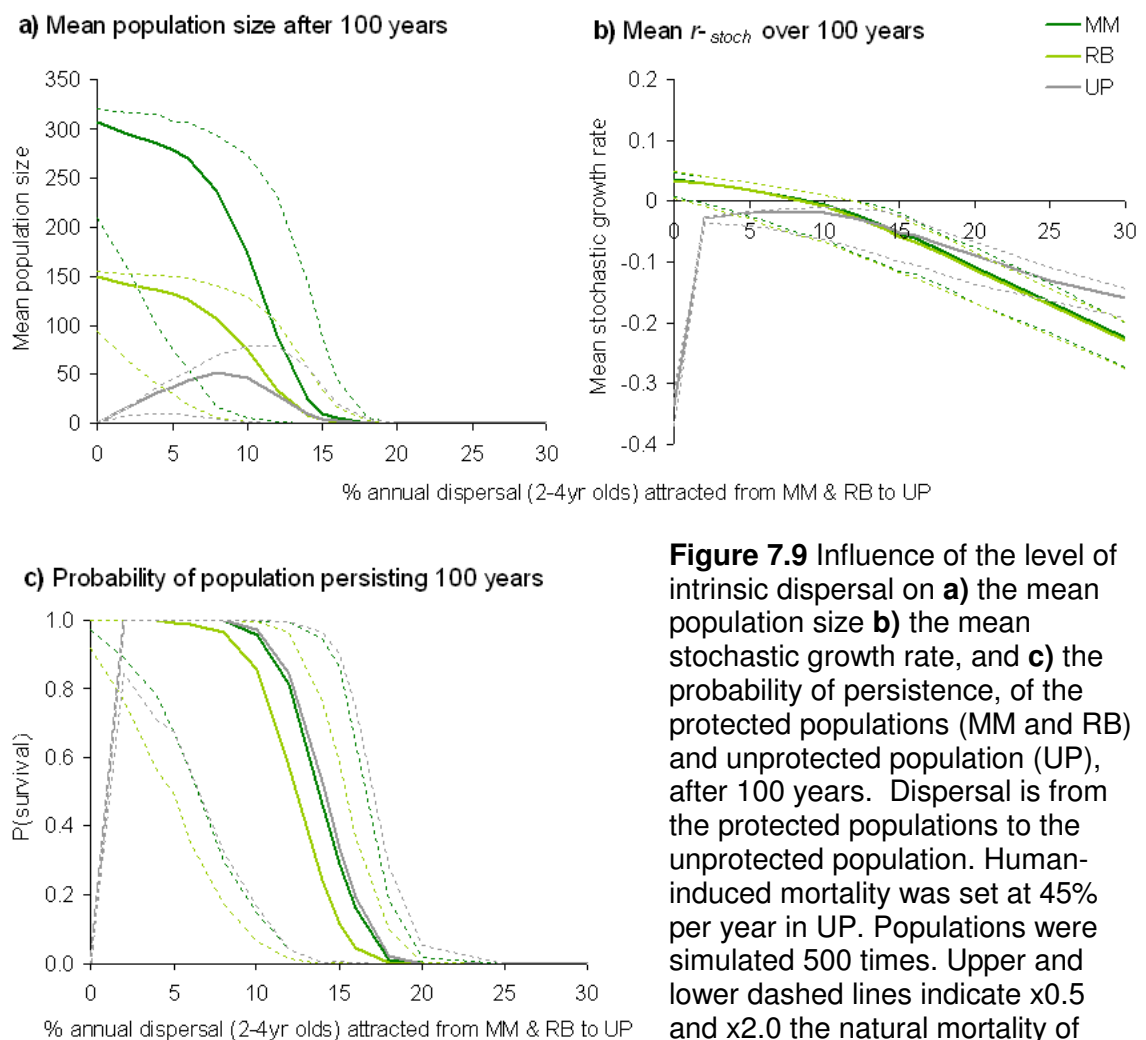 a) Mean population size after 100 years
350
300
250
200
150
100
50
0
Mean population size
0 5 10 15 20 25 30
b) Mean r-stoch over 100 years
MM
RB
UP
0.2
0.1
0
-0.1
-0.2
-0.3
-0.4
Mean stochastic growth rate
0 5 10 15 20 25 30
% annual dispersal (2-4yr olds) attracted from MM & RB to UP
c) Probability of population persisting 100 years
1.0
0.8
0.6
0.4
0.2
0.0
P(survival)
0 5 10 15 20 25 30
% annual dispersal (2-4yr olds) attracted from MM & RB to UP
Figure 7.9 Influence of the level of
intrinsic dispersal on a) the mean
population size b) the mean
stochastic growth rate, and c) the
probability of persistence, of the
protected populations (MM and RB)
and unprotected population (UP),
after 100 years. Dispersal is from
the protected populations to the
unprotected population. Human-
induced mortality was set at 45%
per year in UP. Populations were
simulated 500 times. Upper and
lower dashed lines indicate x0.5
and x2.0 the natural mortality of